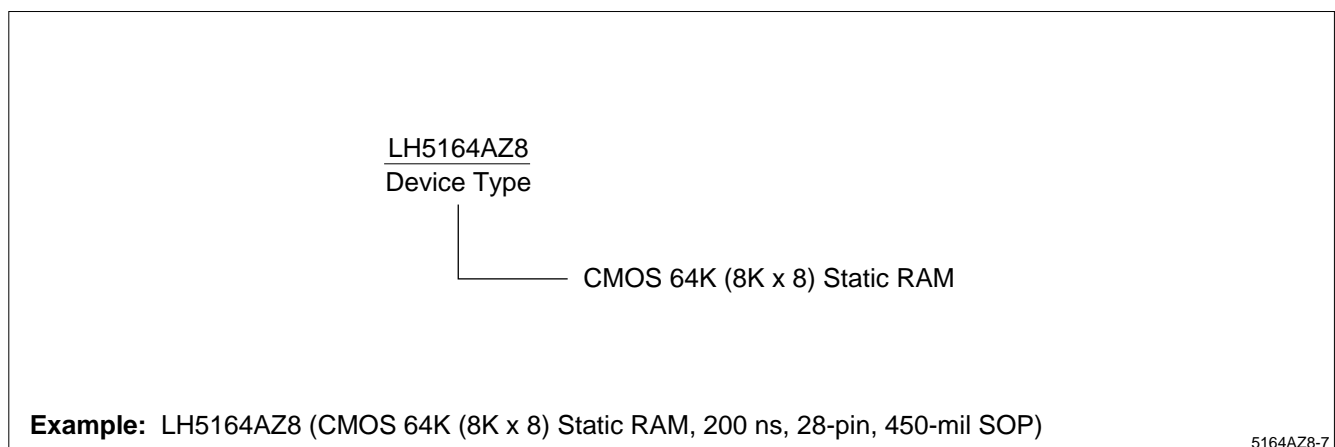 LH5164AZ8
Device Type
CMOS 64K (8K x 8) Static RAM
Example: LH5164AZ8 (CMOS 64K (8K x 8) Static RAM, 200 ns, 28-pin, 450-mil SOP)
5164AZ8-7